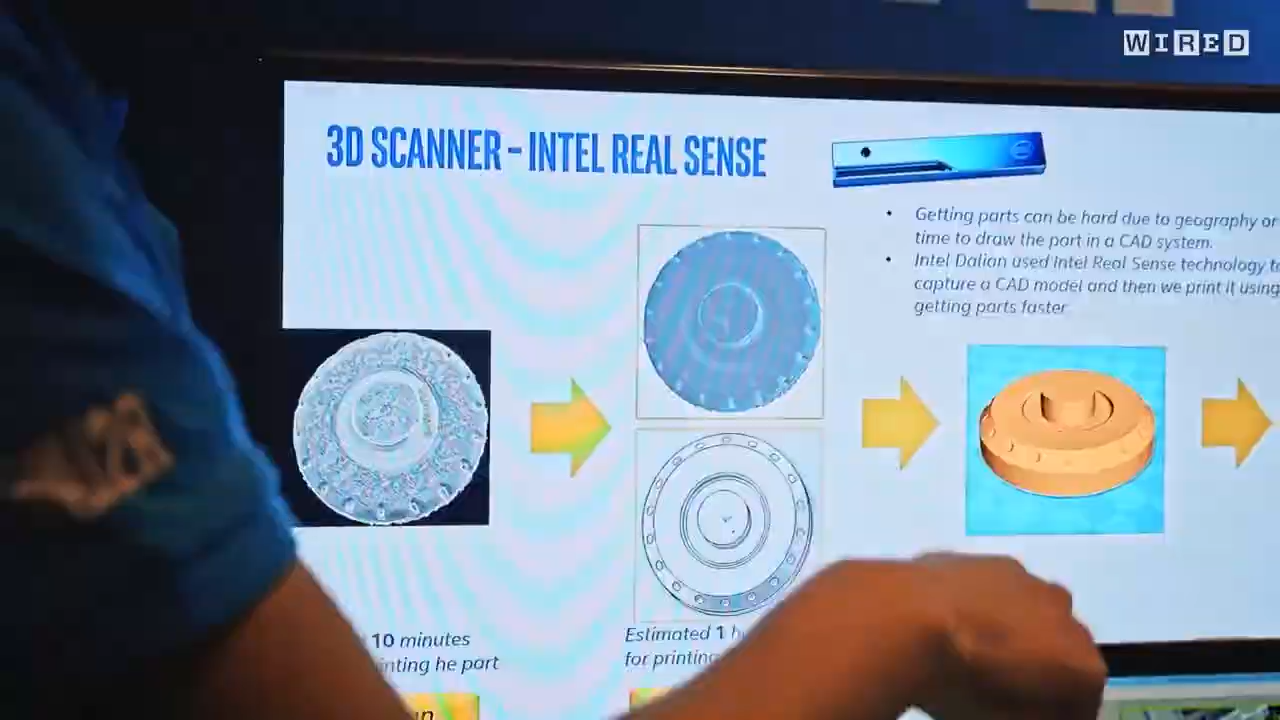 WIRED
3D SCANNER - INTEL REAL SENSE
• Getting parts can be hard due to geography or
time to draw the part in a CAD system.
• Intel Dalian used Intel Real Sense technology to
capture a CAD model and then we print it using
getting parts faster
10 minutes
he part
Estimated 1
for printing